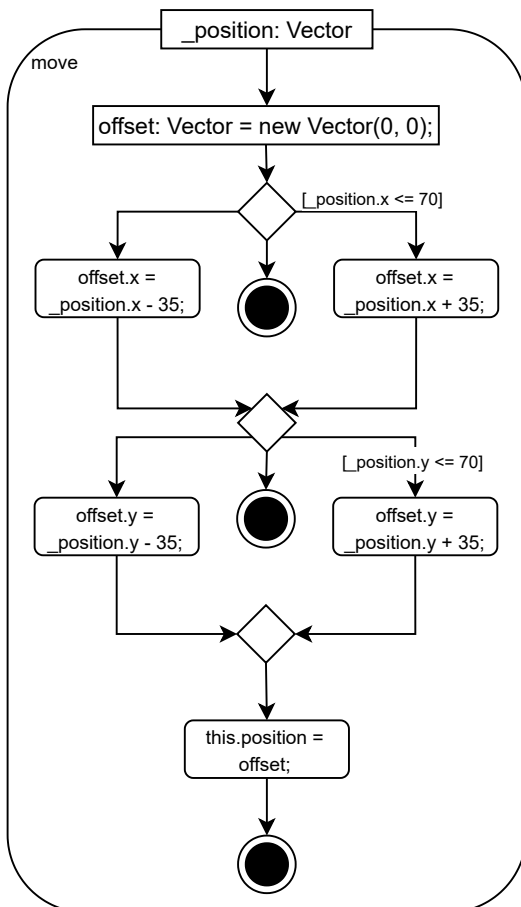 _position: Vector
move
offset: Vector = new Vector(0, 0);
[_position.x <= 70]
offset.x =
_position.x - 35;
offset.x =
_position.x + 35;
[_position.y <= 70]
offset.y =
_position.y - 35;
offset.y =
_position.y + 35;
this.position =
offset;